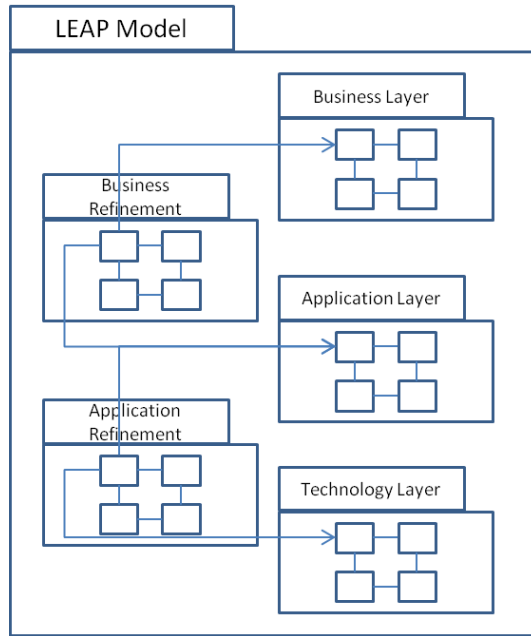 LEAP Model
Business Layer
Business
Refinement
Application Layer
Application
Refinement
Technology Layer